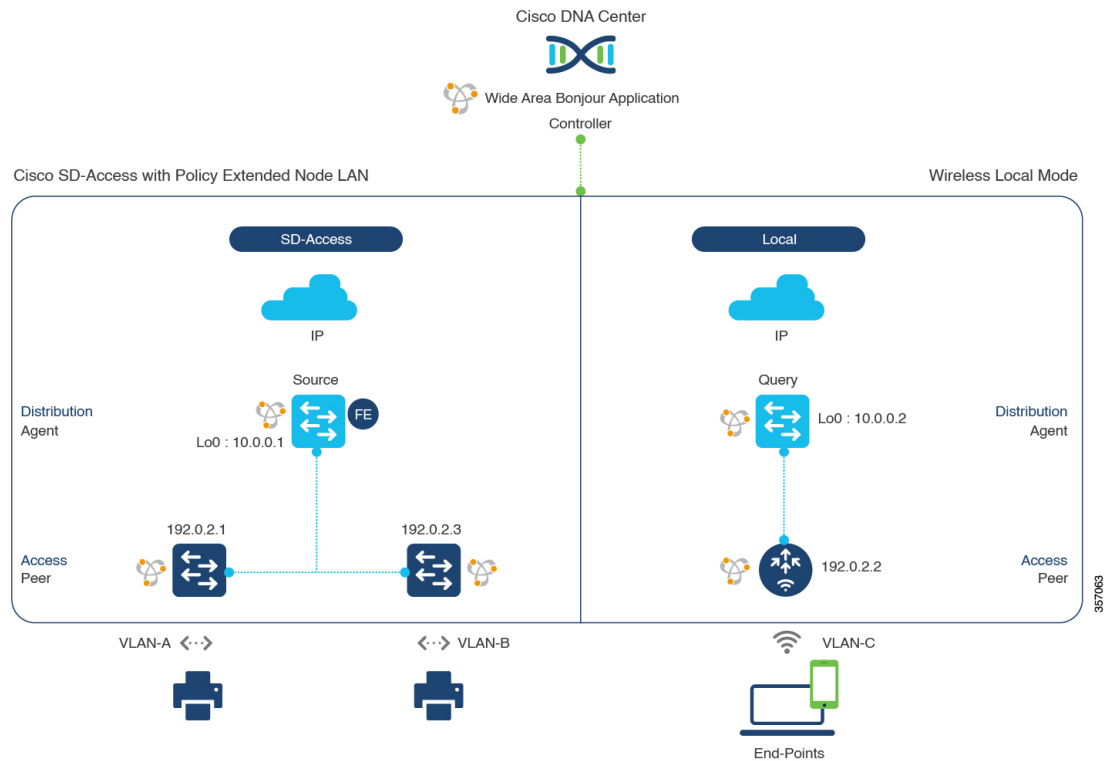 Cisco DNA Center
Wide Area Bonjour Application
Controller
Cisco SD-Access with Policy Extended Node LAN
Wireless Local Mode
SD-Access
Local
IP
IP
Source
Query
Distribution
Agent
FE
Lo0 : 10.0.0.1
Lo0 : 10.0.0.2
Distribution
Agent
192.0.2.1
192.0.2.3
Access
Peer
192.0.2.2
Access
Peer
357063
VLAN-A
VLAN-B
VLAN-C
End-Points